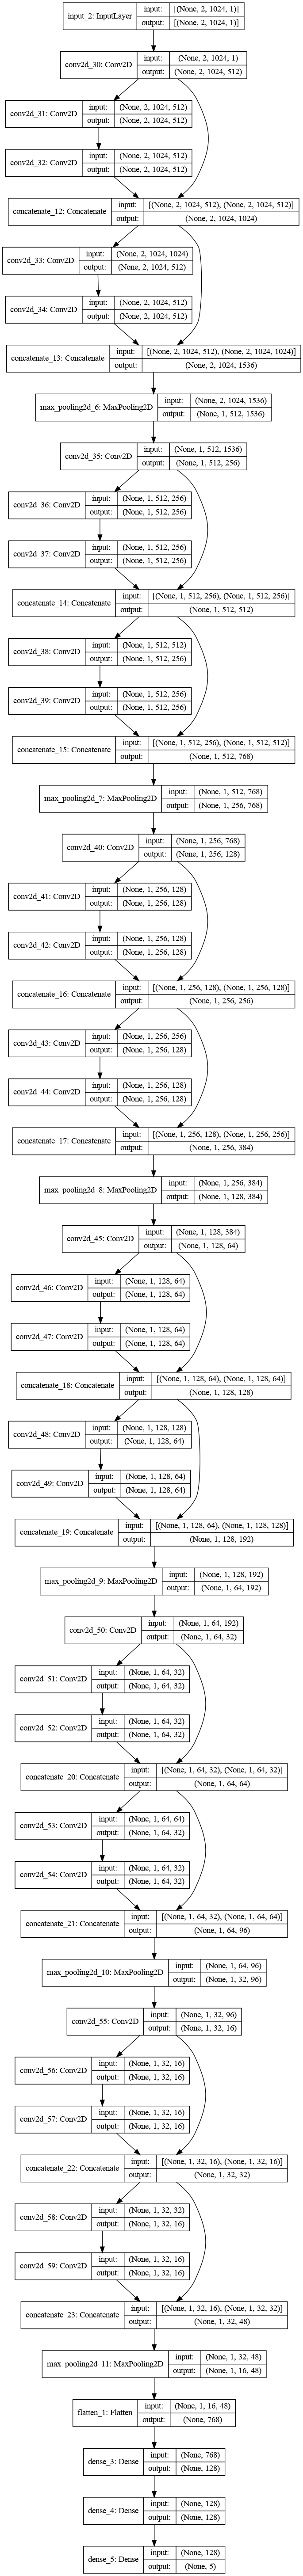 input_2: InputLayer
input: [(None, 2, 1024, 1)]
output: [(None, 2, 1024, 1)]
conv2d_30: Conv2D
input: (None, 2, 1024, 1)
output: (None, 2, 1024, 512)
conv2d_31: Conv2D
input: (None, 2, 1024, 512)
output: (None, 2, 1024, 512)
conv2d_32: Conv2D
input: (None, 2, 1024, 512)
output: (None, 2, 1024, 512)
concatenate_12: Concatenate
input: [(None, 2, 1024, 512), (None, 2, 1024, 512)]
output: (None, 2, 1024, 1024)
conv2d_33: Conv2D
input: (None, 2, 1024, 1024)
output: (None, 2, 1024, 512)
conv2d_34: Conv2D
input: (None, 2, 1024, 512)
output: (None, 2, 1024, 512)
concatenate_13: Concatenate
input: [(None, 2, 1024, 512), (None, 2, 1024, 1024)]
output: (None, 2, 1024, 1536)
max_pooling2d_6: MaxPooling2D
input: (None, 2, 1024, 1536)
output: (None, 1, 512, 1536)
conv2d_35: Conv2D
input: (None, 1, 512, 1536)
output: (None, 1, 512, 256)
conv2d_36: Conv2D
input: (None, 1, 512, 256)
output: (None, 1, 512, 256)
conv2d_37: Conv2D
input: (None, 1, 512, 256)
output: (None, 1, 512, 256)
concatenate_14: Concatenate
input: [(None, 1, 512, 256), (None, 1, 512, 256)]
output: (None, 1, 512, 512)
conv2d_38: Conv2D
input: (None, 1, 512, 512)
output: (None, 1, 512, 256)
conv2d_39: Conv2D
input: (None, 1, 512, 256)
output: (None, 1, 512, 256)
concatenate_15: Concatenate
input: [(None, 1, 512, 256), (None, 1, 512, 512)]
output: (None, 1, 512, 768)
max_pooling2d_7: MaxPooling2D
input: (None, 1, 512, 768)
output: (None, 1, 256, 768)
conv2d_40: Conv2D
input: (None, 1, 256, 768)
output: (None, 1, 256, 128)
conv2d_41: Conv2D
input: (None, 1, 256, 128)
output: (None, 1, 256, 128)
conv2d_42: Conv2D
input: (None, 1, 256, 128)
output: (None, 1, 256, 128)
concatenate_16: Concatenate
input: [(None, 1, 256, 128), (None, 1, 256, 128)]
output: (None, 1, 256, 256)
conv2d_43: Conv2D
input: (None, 1, 256, 256)
output: (None, 1, 256, 128)
conv2d_44: Conv2D
input: (None, 1, 256, 128)
output: (None, 1, 256, 128)
concatenate_17: Concatenate
input: [(None, 1, 256, 128), (None, 1, 256, 256)]
output: (None, 1, 256, 384)
max_pooling2d_8: MaxPooling2D
input: (None, 1, 256, 384)
output: (None, 1, 128, 384)
conv2d_45: Conv2D
input: (None, 1, 128, 384)
output: (None, 1, 128, 64)
conv2d_46: Conv2D
input: (None, 1, 128, 64)
output: (None, 1, 128, 64)
conv2d_47: Conv2D
input: (None, 1, 128, 64)
output: (None, 1, 128, 64)
concatenate_18: Concatenate
input: [(None, 1, 128, 64), (None, 1, 128, 64)]
output: (None, 1, 128, 128)
conv2d_48: Conv2D
input: (None, 1, 128, 128)
output: (None, 1, 128, 64)
conv2d_49: Conv2D
input: (None, 1, 128, 64)
output: (None, 1, 128, 64)
concatenate_19: Concatenate
input: [(None, 1, 128, 64), (None, 1, 128, 128)]
output: (None, 1, 128, 192)
max_pooling2d_9: MaxPooling2D
input: (None, 1, 128, 192)
output: (None, 1, 64, 192)
conv2d_50: Conv2D
input: (None, 1, 64, 192)
output: (None, 1, 64, 32)
conv2d_51: Conv2D
input: (None, 1, 64, 32)
output: (None, 1, 64, 32)
conv2d_52: Conv2D
input: (None, 1, 64, 32)
output: (None, 1, 64, 32)
concatenate_20: Concatenate
input: [(None, 1, 64, 32), (None, 1, 64, 32)]
output: (None, 1, 64, 64)
conv2d_53: Conv2D
input: (None, 1, 64, 64)
output: (None, 1, 64, 32)
conv2d_54: Conv2D
input: (None, 1, 64, 32)
output: (None, 1, 64, 32)
concatenate_21: Concatenate
input: [(None, 1, 64, 32), (None, 1, 64, 64)]
output: (None, 1, 64, 96)
max_pooling2d_10: MaxPooling2D
input: (None, 1, 64, 96)
output: (None, 1, 32, 96)
conv2d_55: Conv2D
input: (None, 1, 32, 96)
output: (None, 1, 32, 16)
conv2d_56: Conv2D
input: (None, 1, 32, 16)
output: (None, 1, 32, 16)
conv2d_57: Conv2D
input: (None, 1, 32, 16)
output: (None, 1, 32, 16)
concatenate_22: Concatenate
input: [(None, 1, 32, 16), (None, 1, 32, 16)]
output: (None, 1, 32, 32)
conv2d_58: Conv2D
input: (None, 1, 32, 32)
output: (None, 1, 32, 16)
conv2d_59: Conv2D
input: (None, 1, 32, 16)
output: (None, 1, 32, 16)
concatenate_23: Concatenate
input: [(None, 1, 32, 16), (None, 1, 32, 32)]
output: (None, 1, 32, 48)
max_pooling2d_11: MaxPooling2D
input: (None, 1, 32, 48)
output: (None, 1, 16, 48)
flatten_1: Flatten
input: (None, 1, 16, 48)
output: (None, 768)
dense_3: Dense
input: (None, 768)
output: (None, 128)
dense_4: Dense
input: (None, 128)
output: (None, 128)
dense_5: Dense
input: (None, 128)
output: (None, 5)